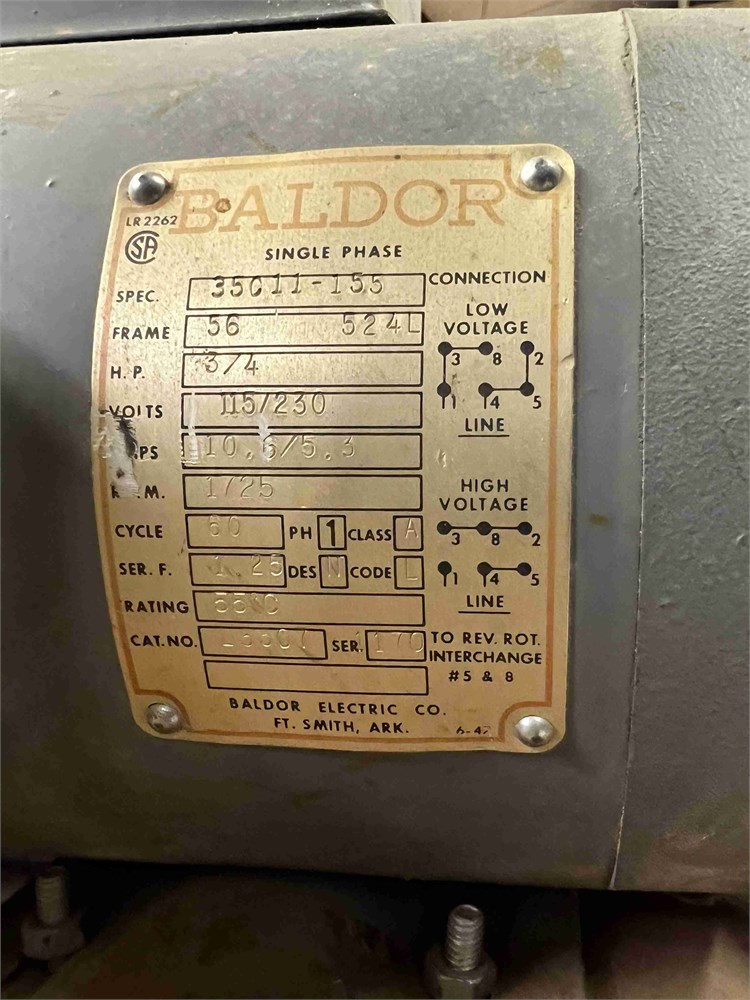 BALDOR
LR 2262
SA
SINGLE PHASE
SPEC. 35C11-155
FRAME 56 524L
H.P. 3/4
VOLTS 115/230
10.6/5.3
1725
CYCLE 60 PH 1 CLASS A
SER. F. 1.25 DES N CODE L
RATING 55°C
CAT. NO. SER. 170
CONNECTION
LOW
VOLTAGE
3 8 2
1 4 5
LINE
HIGH
VOLTAGE
3 8 2
1 4 5
LINE
TO REV. ROT.
INTERCHANGE
#5 & 8
BALDOR ELECTRIC CO.
FT. SMITH, ARK.